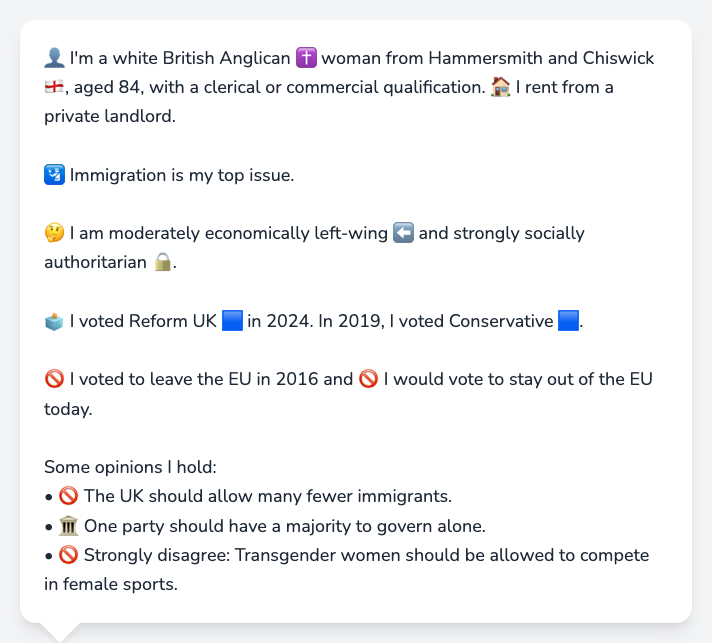 👤 I'm a white British Anglican ✝️ woman from Hammersmith and Chiswick
🏴󠁧󠁢󠁥󠁮󠁧󠁿, aged 84, with a clerical or commercial qualification. 🏠 I rent from a
private landlord.
🛂 Immigration is my top issue.
🤔 I am moderately economically left-wing ⬅️ and strongly socially
authoritarian 🔒.
🗳️ I voted Reform UK 🟦 in 2024. In 2019, I voted Conservative 🟦.
🚫 I voted to leave the EU in 2016 and 🚫 I would vote to stay out of the EU
today.
Some opinions I hold:
• 🚫 The UK should allow many fewer immigrants.
• 🏛️ One party should have a majority to govern alone.
• 🚫 Strongly disagree: Transgender women should be allowed to compete
in female sports.